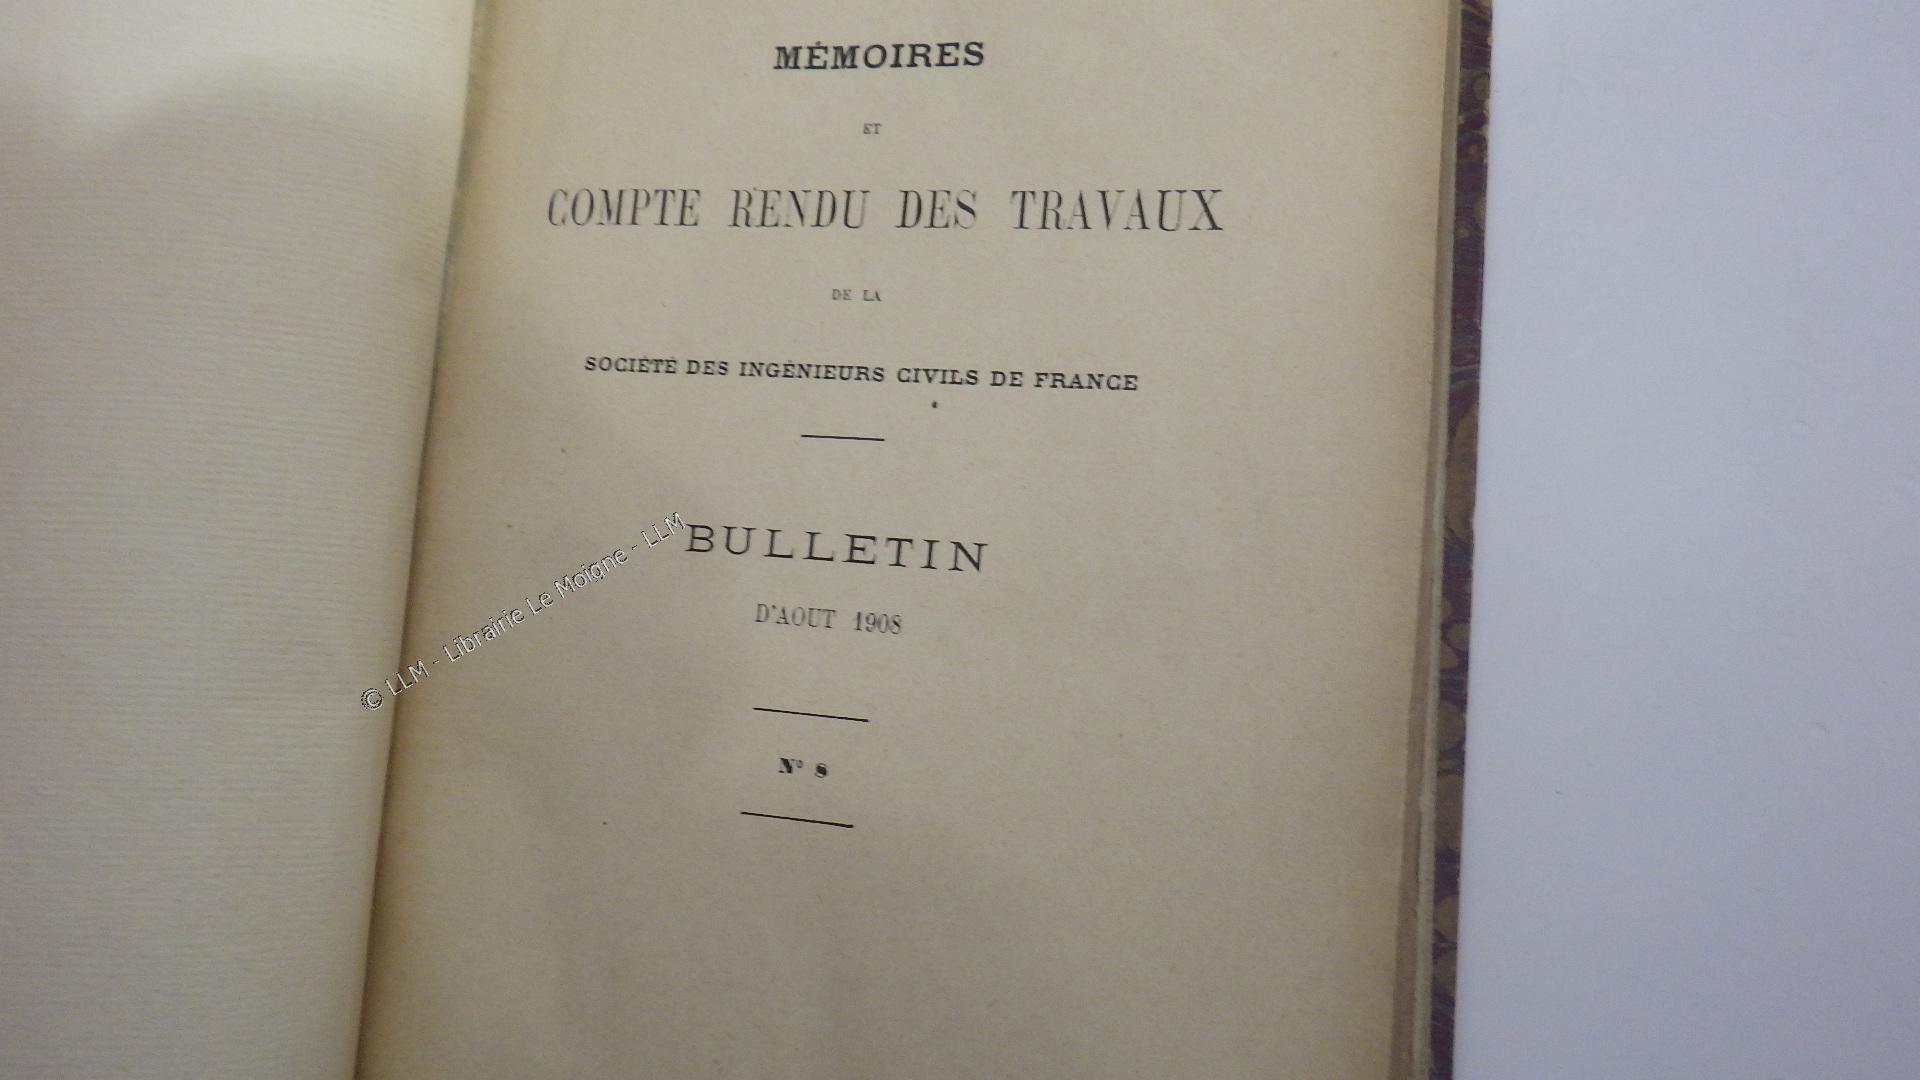 MÉMOIRES
ET
COMPTE RENDU DES TRAVAUX
DE LA
SOCIÉTÉ DES INGÉNIEURS CIVILS DE FRANCE
BULLETIN
D'AOUT 1908
N° 8
© LLM - Librairie Le Moigne - LLM